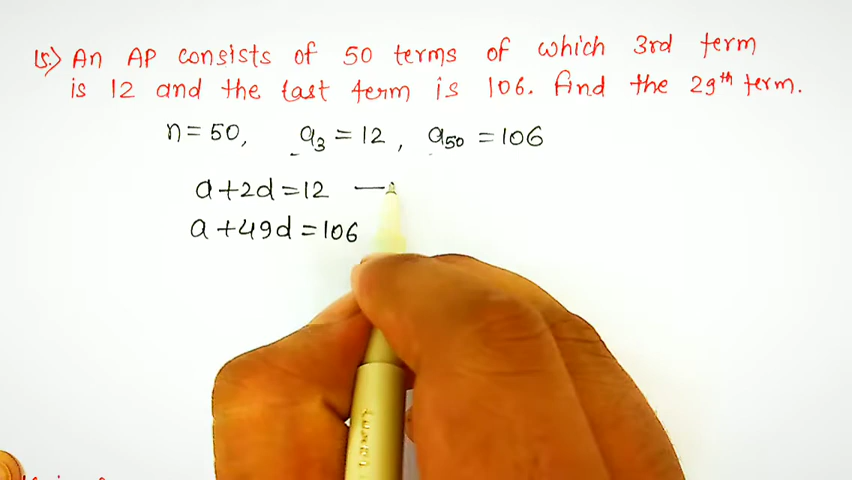 15.) An AP consists of 50 terms of which 3rd term
is 12 and the last term is 106. Find the 29th term.
n = 50, a3 = 12, a50 = 106
a + 2d = 12 —
a + 49d = 106